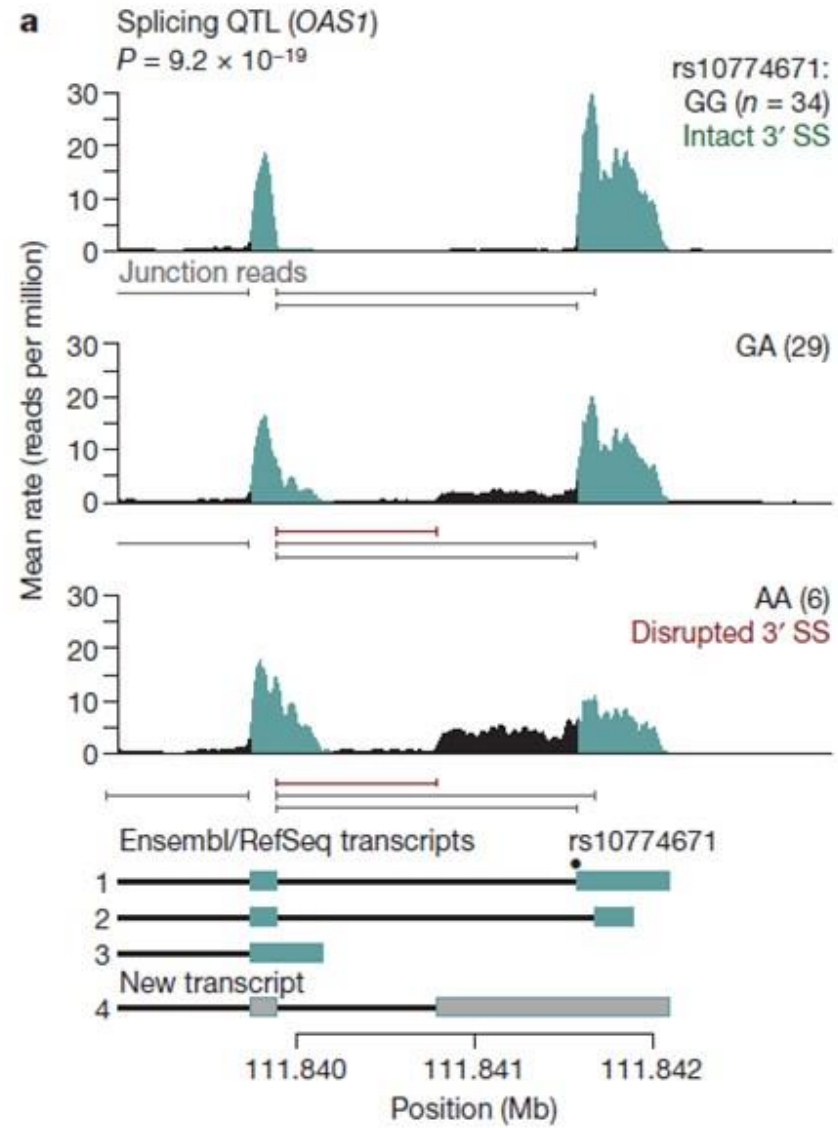 a
Splicing QTL (OAS1)
P = 9.2 × 10⁻¹⁹
rs10774671:
GG (n = 34)
Intact 3′ SS
30
20
10
0
Junction reads
Mean rate (reads per million)
GA (29)
30
20
10
0
AA (6)
Disrupted 3′ SS
30
20
10
0
Ensembl/RefSeq transcripts
rs10774671
1
2
3
New transcript
4
111.840 111.841 111.842
Position (Mb)